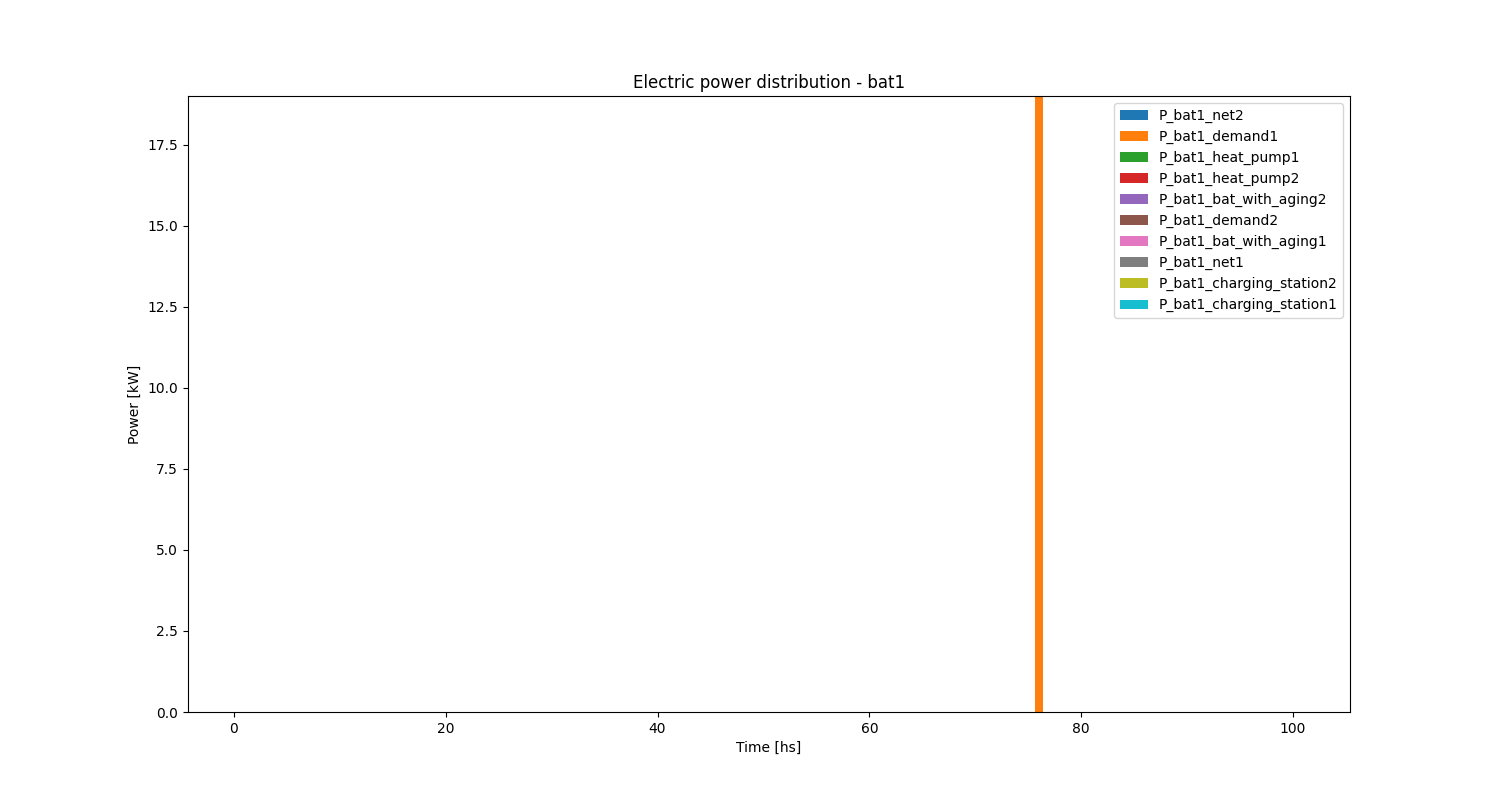 Electric power distribution - bat1
17.5
15.0
12.5
10.0
7.5
5.0
2.5
0.0
Power [kW]
0 20 40 60 80 100
Time [hs]
P_bat1_net2
P_bat1_demand1
P_bat1_heat_pump1
P_bat1_heat_pump2
P_bat1_bat_with_aging2
P_bat1_demand2
P_bat1_bat_with_aging1
P_bat1_net1
P_bat1_charging_station2
P_bat1_charging_station1